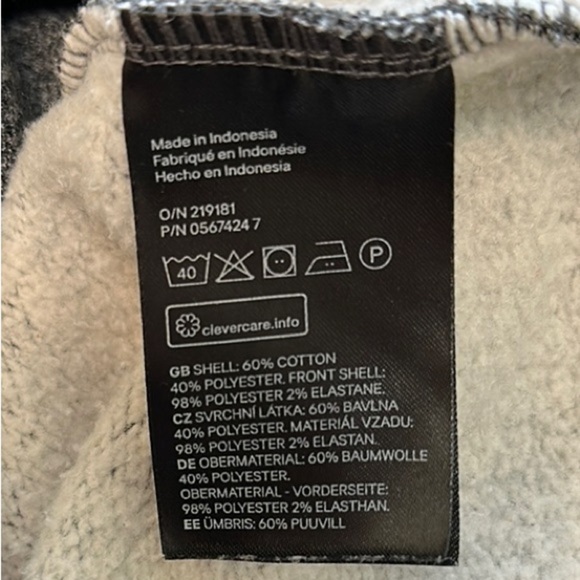 Made in Indonesia
Fabriqué en Indonésie
Hecho en Indonesia
O/N 219181
P/N 0567424 7
40
P
clevercare.info
GB SHELL: 60% COTTON
40% POLYESTER. FRONT SHELL:
98% POLYESTER 2% ELASTANE.
CZ SVRCHNÍ LÁTKA: 60% BAVLNA
40% POLYESTER. MATERIÁL VZADU:
98% POLYESTER 2% ELASTAN.
DE OBERMATERIAL: 60% BAUMWOLLE
40% POLYESTER.
OBERMATERIAL - VORDERSEITE:
98% POLYESTER 2% ELASTHAN.
EE ÜMBRIS: 60% PUUVILL